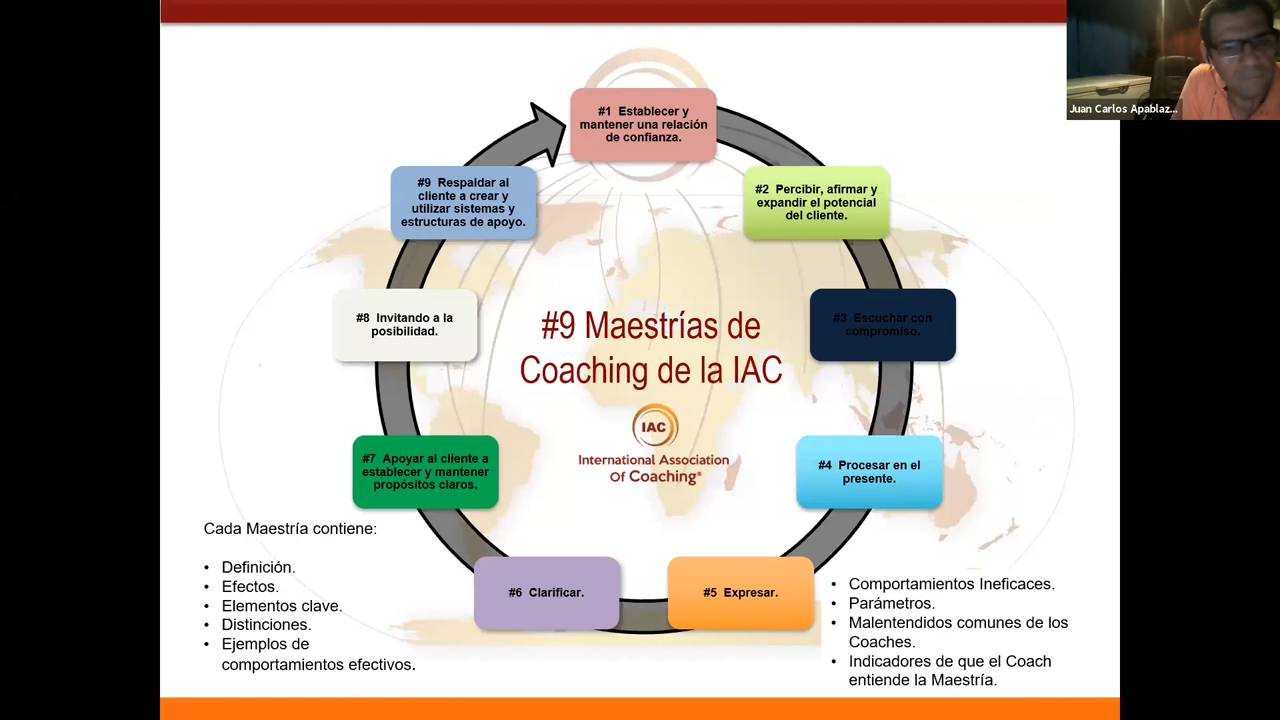 Juan Carlos Apablaz...
#1 Establecer y
mantener una relación
de confianza.
#2 Percibir, afirmar y
expandir el potencial
del cliente.
#3 Escuchar con
compromiso.
#4 Procesar en el
presente.
#5 Expresar.
#6 Clarificar.
#7 Apoyar al cliente a
establecer y mantener
propósitos claros.
#8 Invitando a la
posibilidad.
#9 Respaldar al
cliente a crear y
utilizar sistemas y
estructuras de apoyo.
#9 Maestrías de
Coaching de la IAC
IAC
International Association
Of Coaching®
Cada Maestría contiene:
• Definición.
• Efectos.
• Elementos clave.
• Distinciones.
• Ejemplos de
comportamientos efectivos.
• Comportamientos Ineficaces.
• Parámetros.
• Malentendidos comunes de los
Coaches.
• Indicadores de que el Coach
entiende la Maestría.